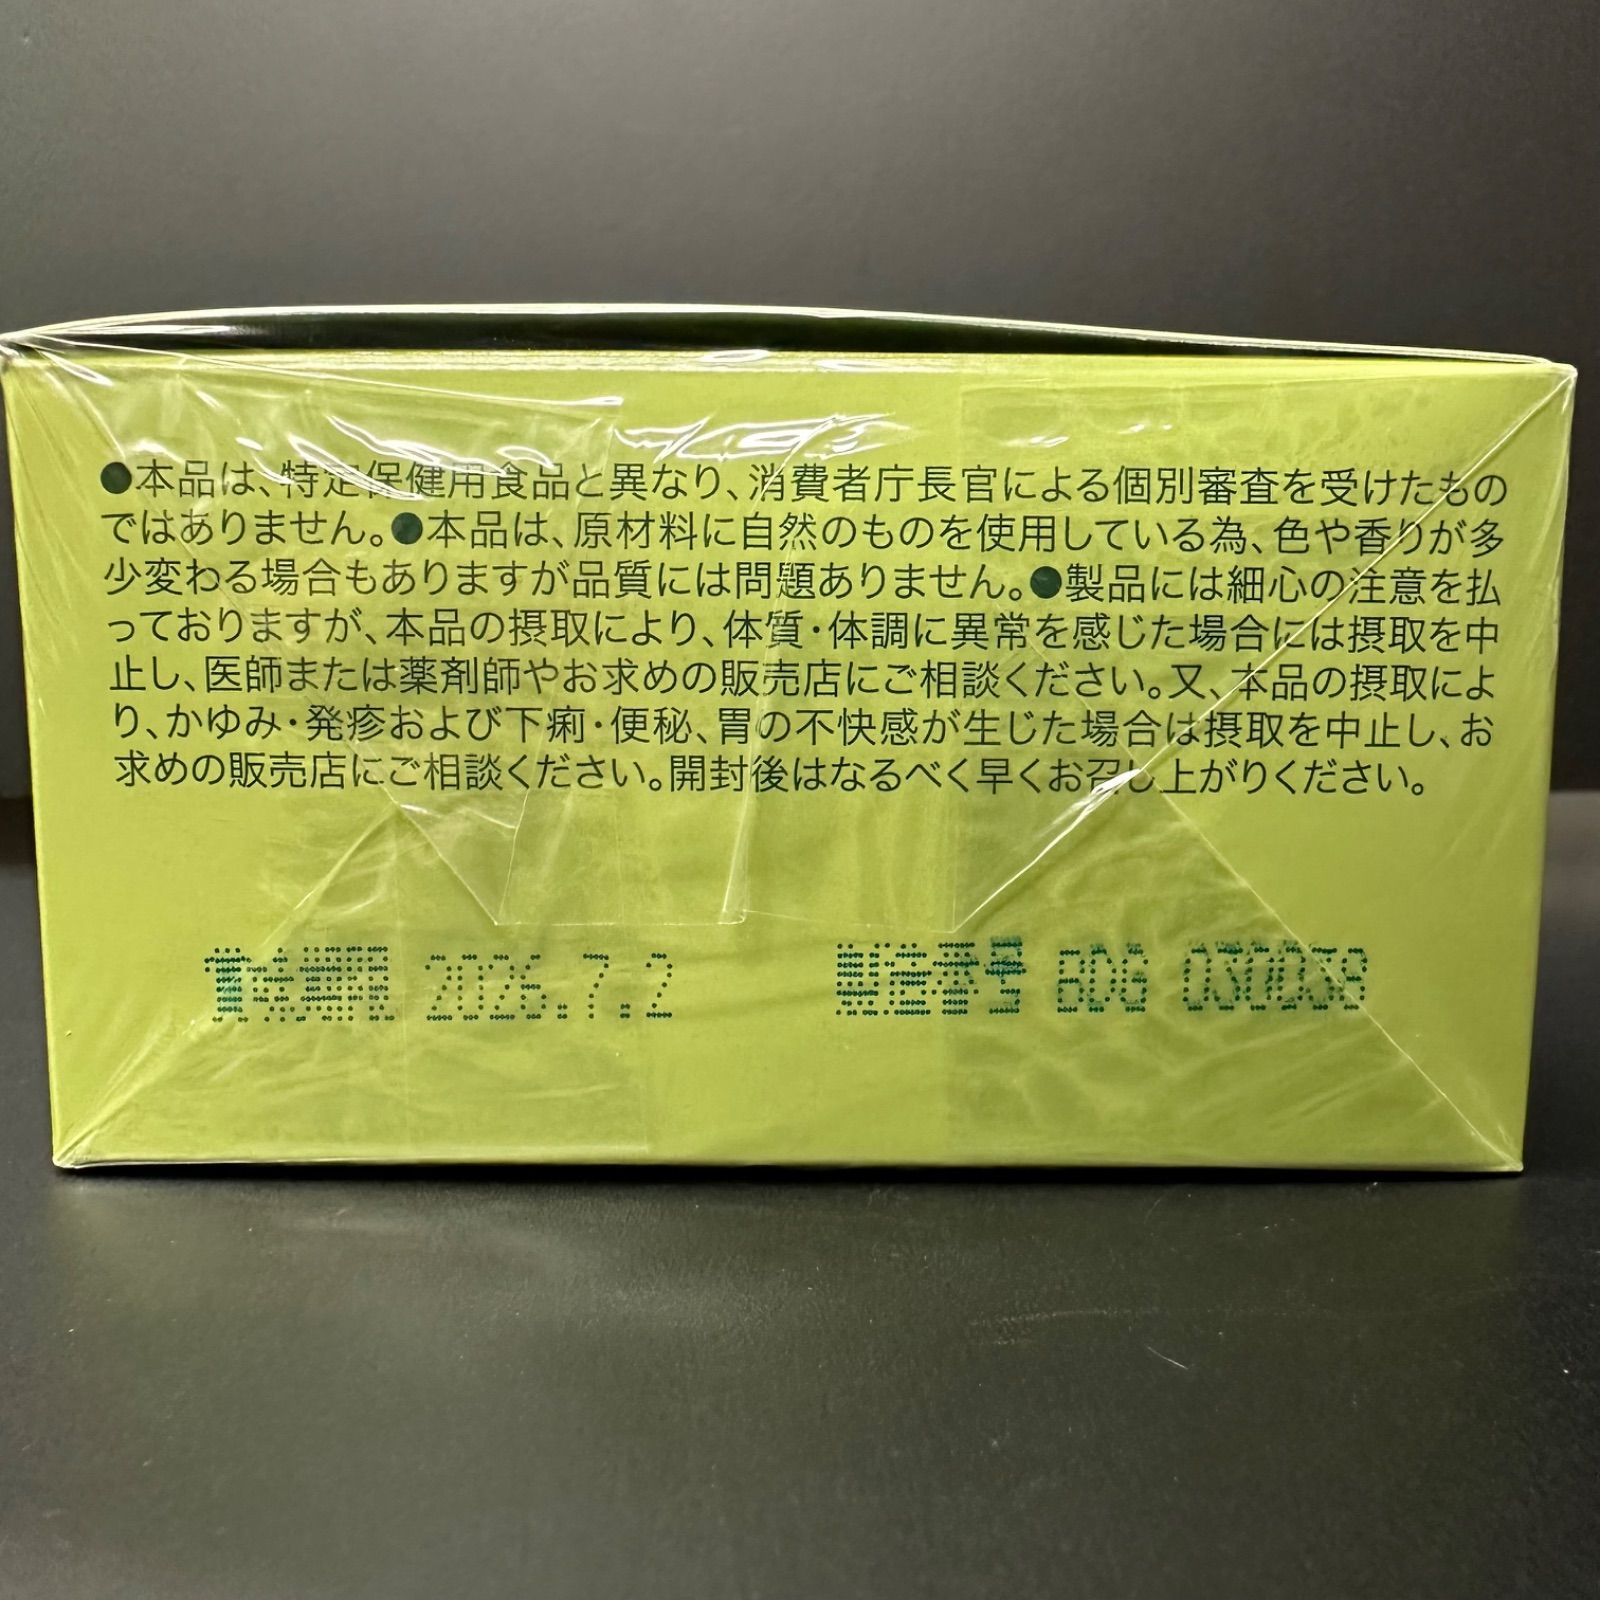 ●本品は、特定保健用食品と異なり、消費者庁長官による個別審査を受けたもの
ではありません。●本品は、原材料に自然のものを使用している為、色や香りが多
少変わる場合もありますが品質には問題ありません。●製品には細心の注意を払
っておりますが、本品の摂取により、体質・体調に異常を感じた場合には摂取を中
止し、医師または薬剤師やお求めの販売店にご相談ください。又、本品の摂取によ
り、かゆみ・発疹および下痢・便秘、胃の不快感が生じた場合は摂取を中止し、お
求めの販売店にご相談ください。開封後はなるべく早くお召し上がりください。
賞味期限 2026.7.2